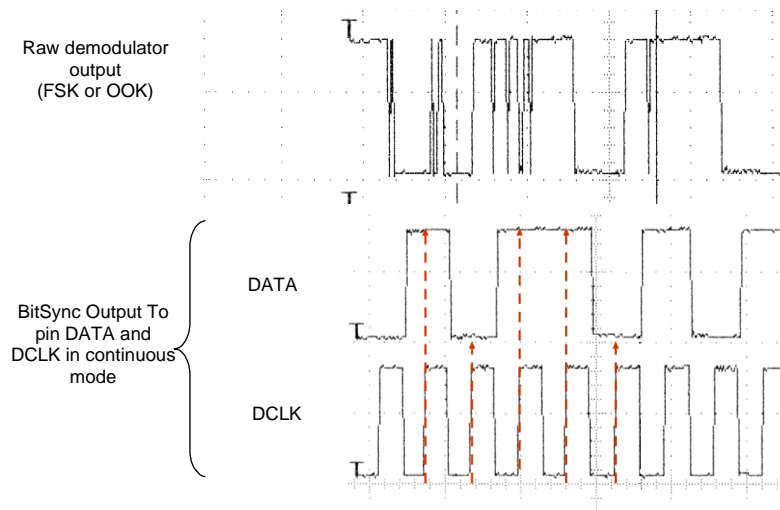 Raw demodulator
output
(FSK or OOK)
DATA
BitSync Output To
pin DATA and
DCLK in continuous
mode
DCLK